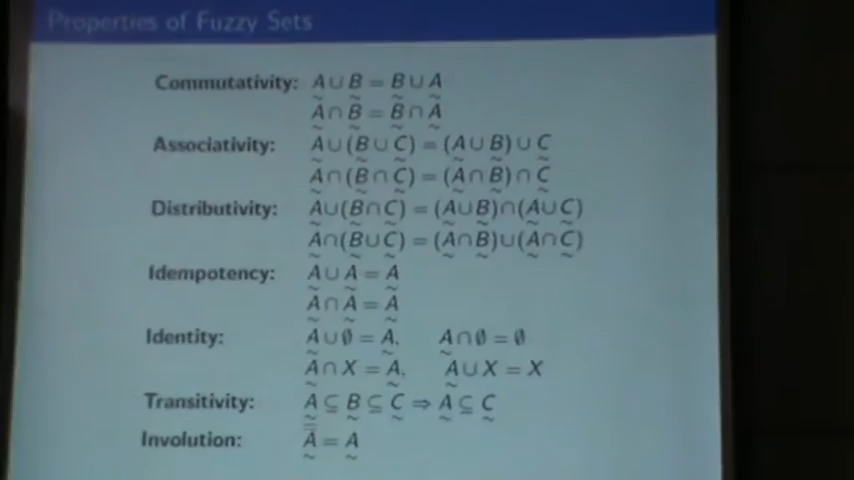 Properties of Fuzzy Sets
Commutativity: A̰ ∪ B̰ = B̰ ∪ A̰
A̰ ∩ B̰ = B̰ ∩ A̰
Associativity: A̰ ∪ (B̰ ∪ C̰) = (A̰ ∪ B̰) ∪ C̰
A̰ ∩ (B̰ ∩ C̰) = (A̰ ∩ B̰) ∩ C̰
Distributivity: A̰ ∪ (B̰ ∩ C̰) = (A̰ ∪ B̰) ∩ (A̰ ∪ C̰)
A̰ ∩ (B̰ ∪ C̰) = (A̰ ∩ B̰) ∪ (A̰ ∩ C̰)
Idempotency: A̰ ∪ A̰ = A̰
A̰ ∩ A̰ = A̰
Identity: A̰ ∪ ∅ = A̰, A̰ ∩ ∅ = ∅
A̰ ∩ X = A̰, A̰ ∪ X = X
Transitivity: A̰ ⊆ B̰ ⊆ C̰ ⇒ A̰ ⊆ C̰
Involution: A̰̿ = A̰